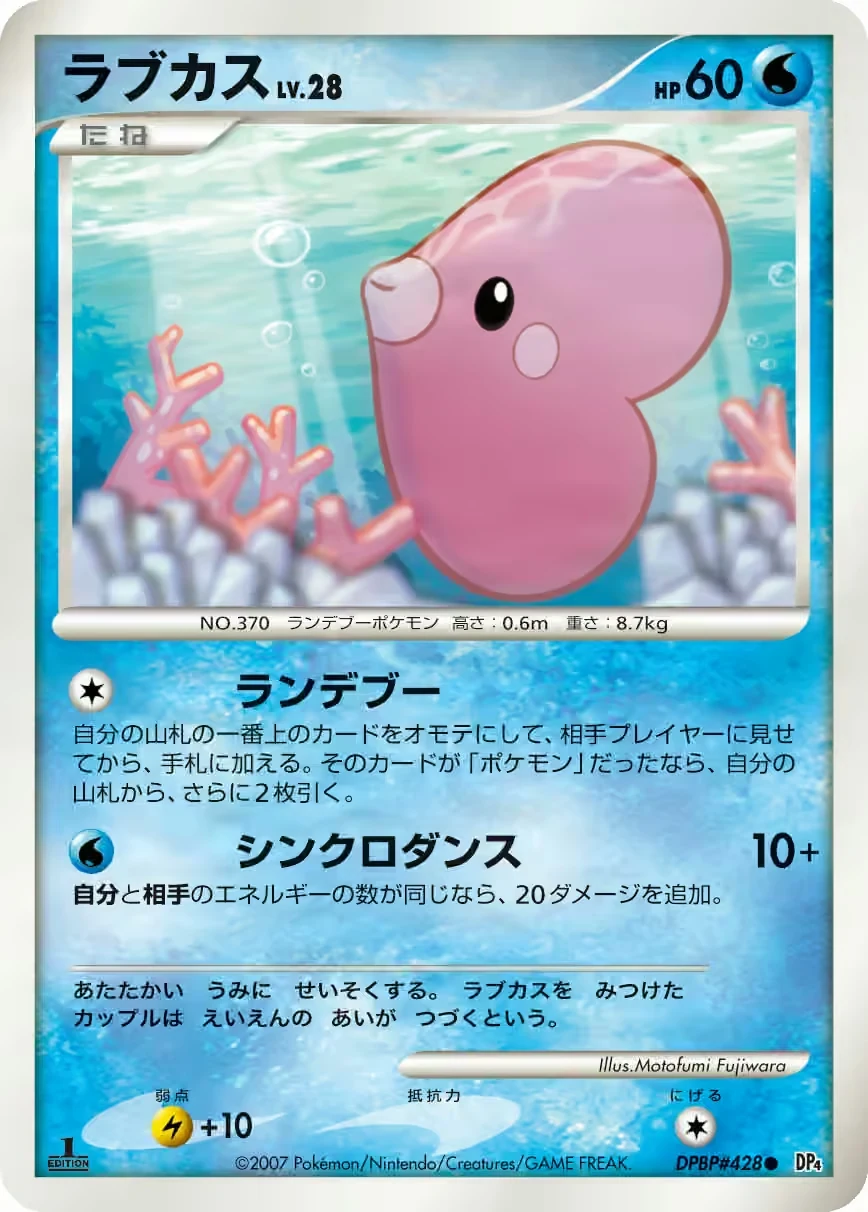 ラブカス LV.28 HP 60
たね
NO.370 ランデブーポケモン 高さ：0.6m 重さ：8.7kg
ランデブー
自分の山札の一番上のカードをオモテにして、相手プレイヤーに見せ
てから、手札に加える。そのカードが「ポケモン」だったなら、自分の
山札から、さらに2枚引く。
シンクロダンス 10+
自分と相手のエネルギーの数が同じなら、20ダメージを追加。
あたたかい うみに せいそくする。 ラブカスを みつけた
カップルは えいえんの あいが つづくという。
Illus.Motofumi Fujiwara
弱点 抵抗力 にげる
+10
1 EDITION ©2007 Pokémon/Nintendo/Creatures/GAME FREAK. DPBP#428 DP4